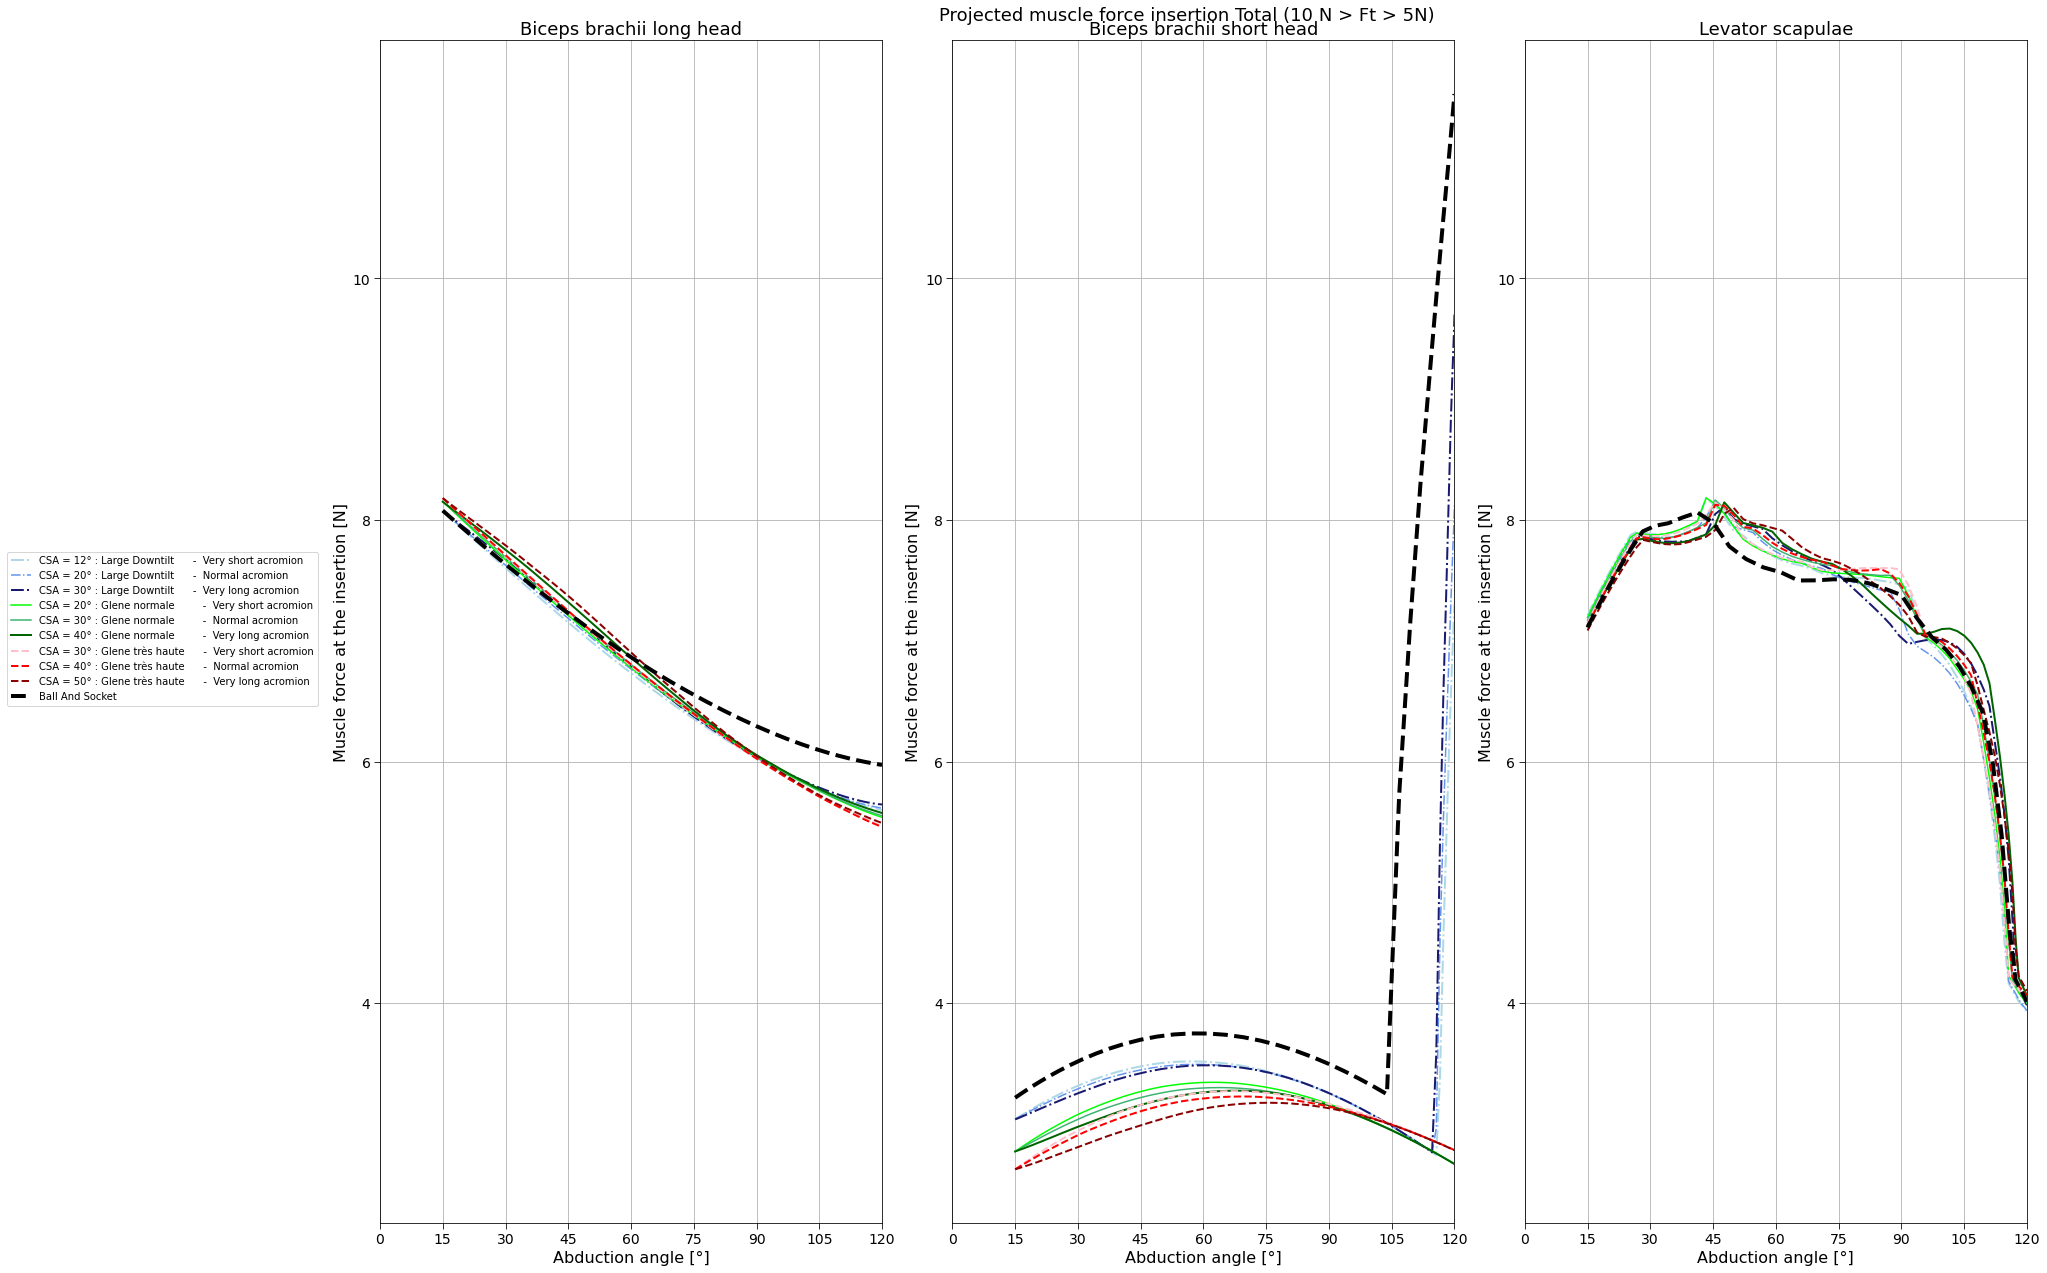 Projected muscle force insertion Total (10 N > Ft > 5N)
Biceps brachii long head
Biceps brachii short head
Levator scapulae
Muscle force at the insertion [N]
10
8
6
4
0 15 30 45 60 75 90 105 120
Abduction angle [°]
Muscle force at the insertion [N]
10
8
6
4
0 15 30 45 60 75 90 105 120
Abduction angle [°]
Muscle force at the insertion [N]
10
8
6
4
0 15 30 45 60 75 90 105 120
Abduction angle [°]
CSA = 12° : Large Downtilt - Very short acromion
CSA = 20° : Large Downtilt - Normal acromion
CSA = 30° : Large Downtilt - Very long acromion
CSA = 20° : Glene normale - Very short acromion
CSA = 30° : Glene normale - Normal acromion
CSA = 40° : Glene normale - Very long acromion
CSA = 30° : Glene très haute - Very short acromion
CSA = 40° : Glene très haute - Normal acromion
CSA = 50° : Glene très haute - Very long acromion
Ball And Socket